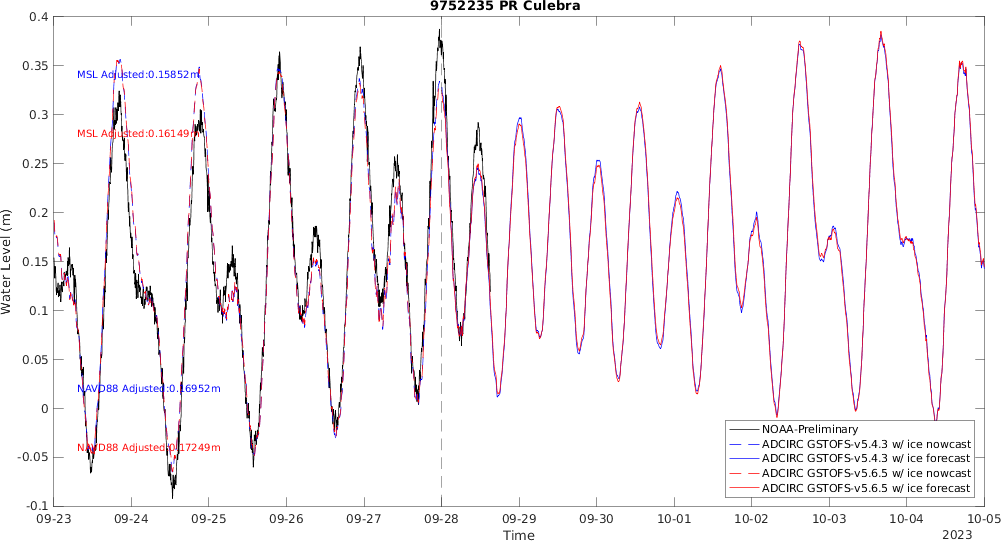 9752235 PR Culebra
0.4
0.35
0.3
0.25
0.2
0.15
0.1
0.05
0
-0.05
-0.1
Water Level (m)
MSL Adjusted:0.15852m
MSL Adjusted:0.16149m
NAVD88 Adjusted:0.16952m
NAVD88 Adjusted:0.17249m
NOAA-Preliminary
ADCIRC GSTOFS-v5.4.3 w/ ice nowcast
ADCIRC GSTOFS-v5.4.3 w/ ice forecast
ADCIRC GSTOFS-v5.6.5 w/ ice nowcast
ADCIRC GSTOFS-v5.6.5 w/ ice forecast
09-23 09-24 09-25 09-26 09-27 09-28 09-29 09-30 10-01 10-02 10-03 10-04 10-05
Time
2023